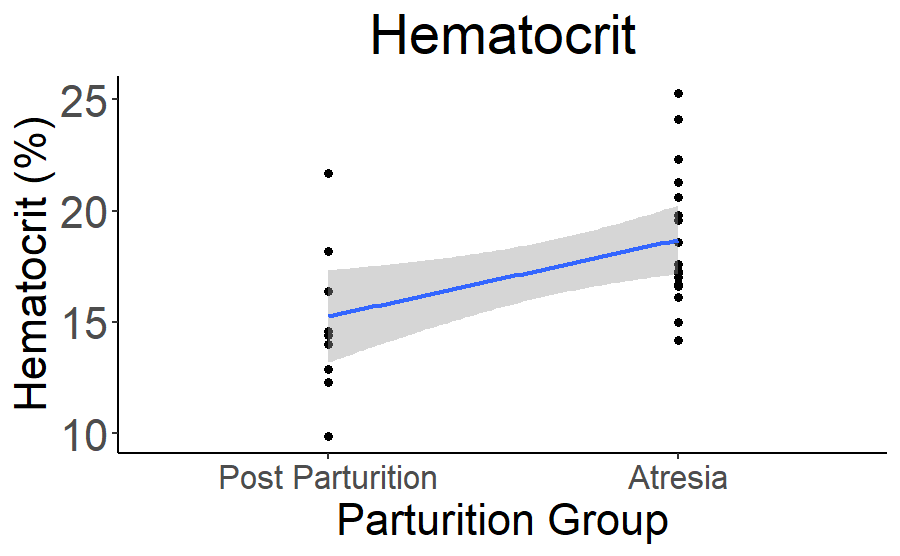 Hematocrit
Hematocrit (%)
25
20
15
10
Post Parturition
Atresia
Parturition Group